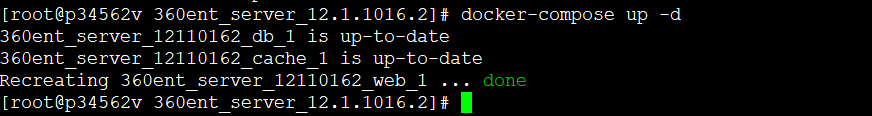 [root@p34562v 360ent_server_12.1.1016.2]# docker-compose up -d
360ent_server_12110162_db_1 is up-to-date
360ent_server_12110162_cache_1 is up-to-date
Recreating 360ent_server_12110162_web_1 ... done
[root@p34562v 360ent_server_12.1.1016.2]#